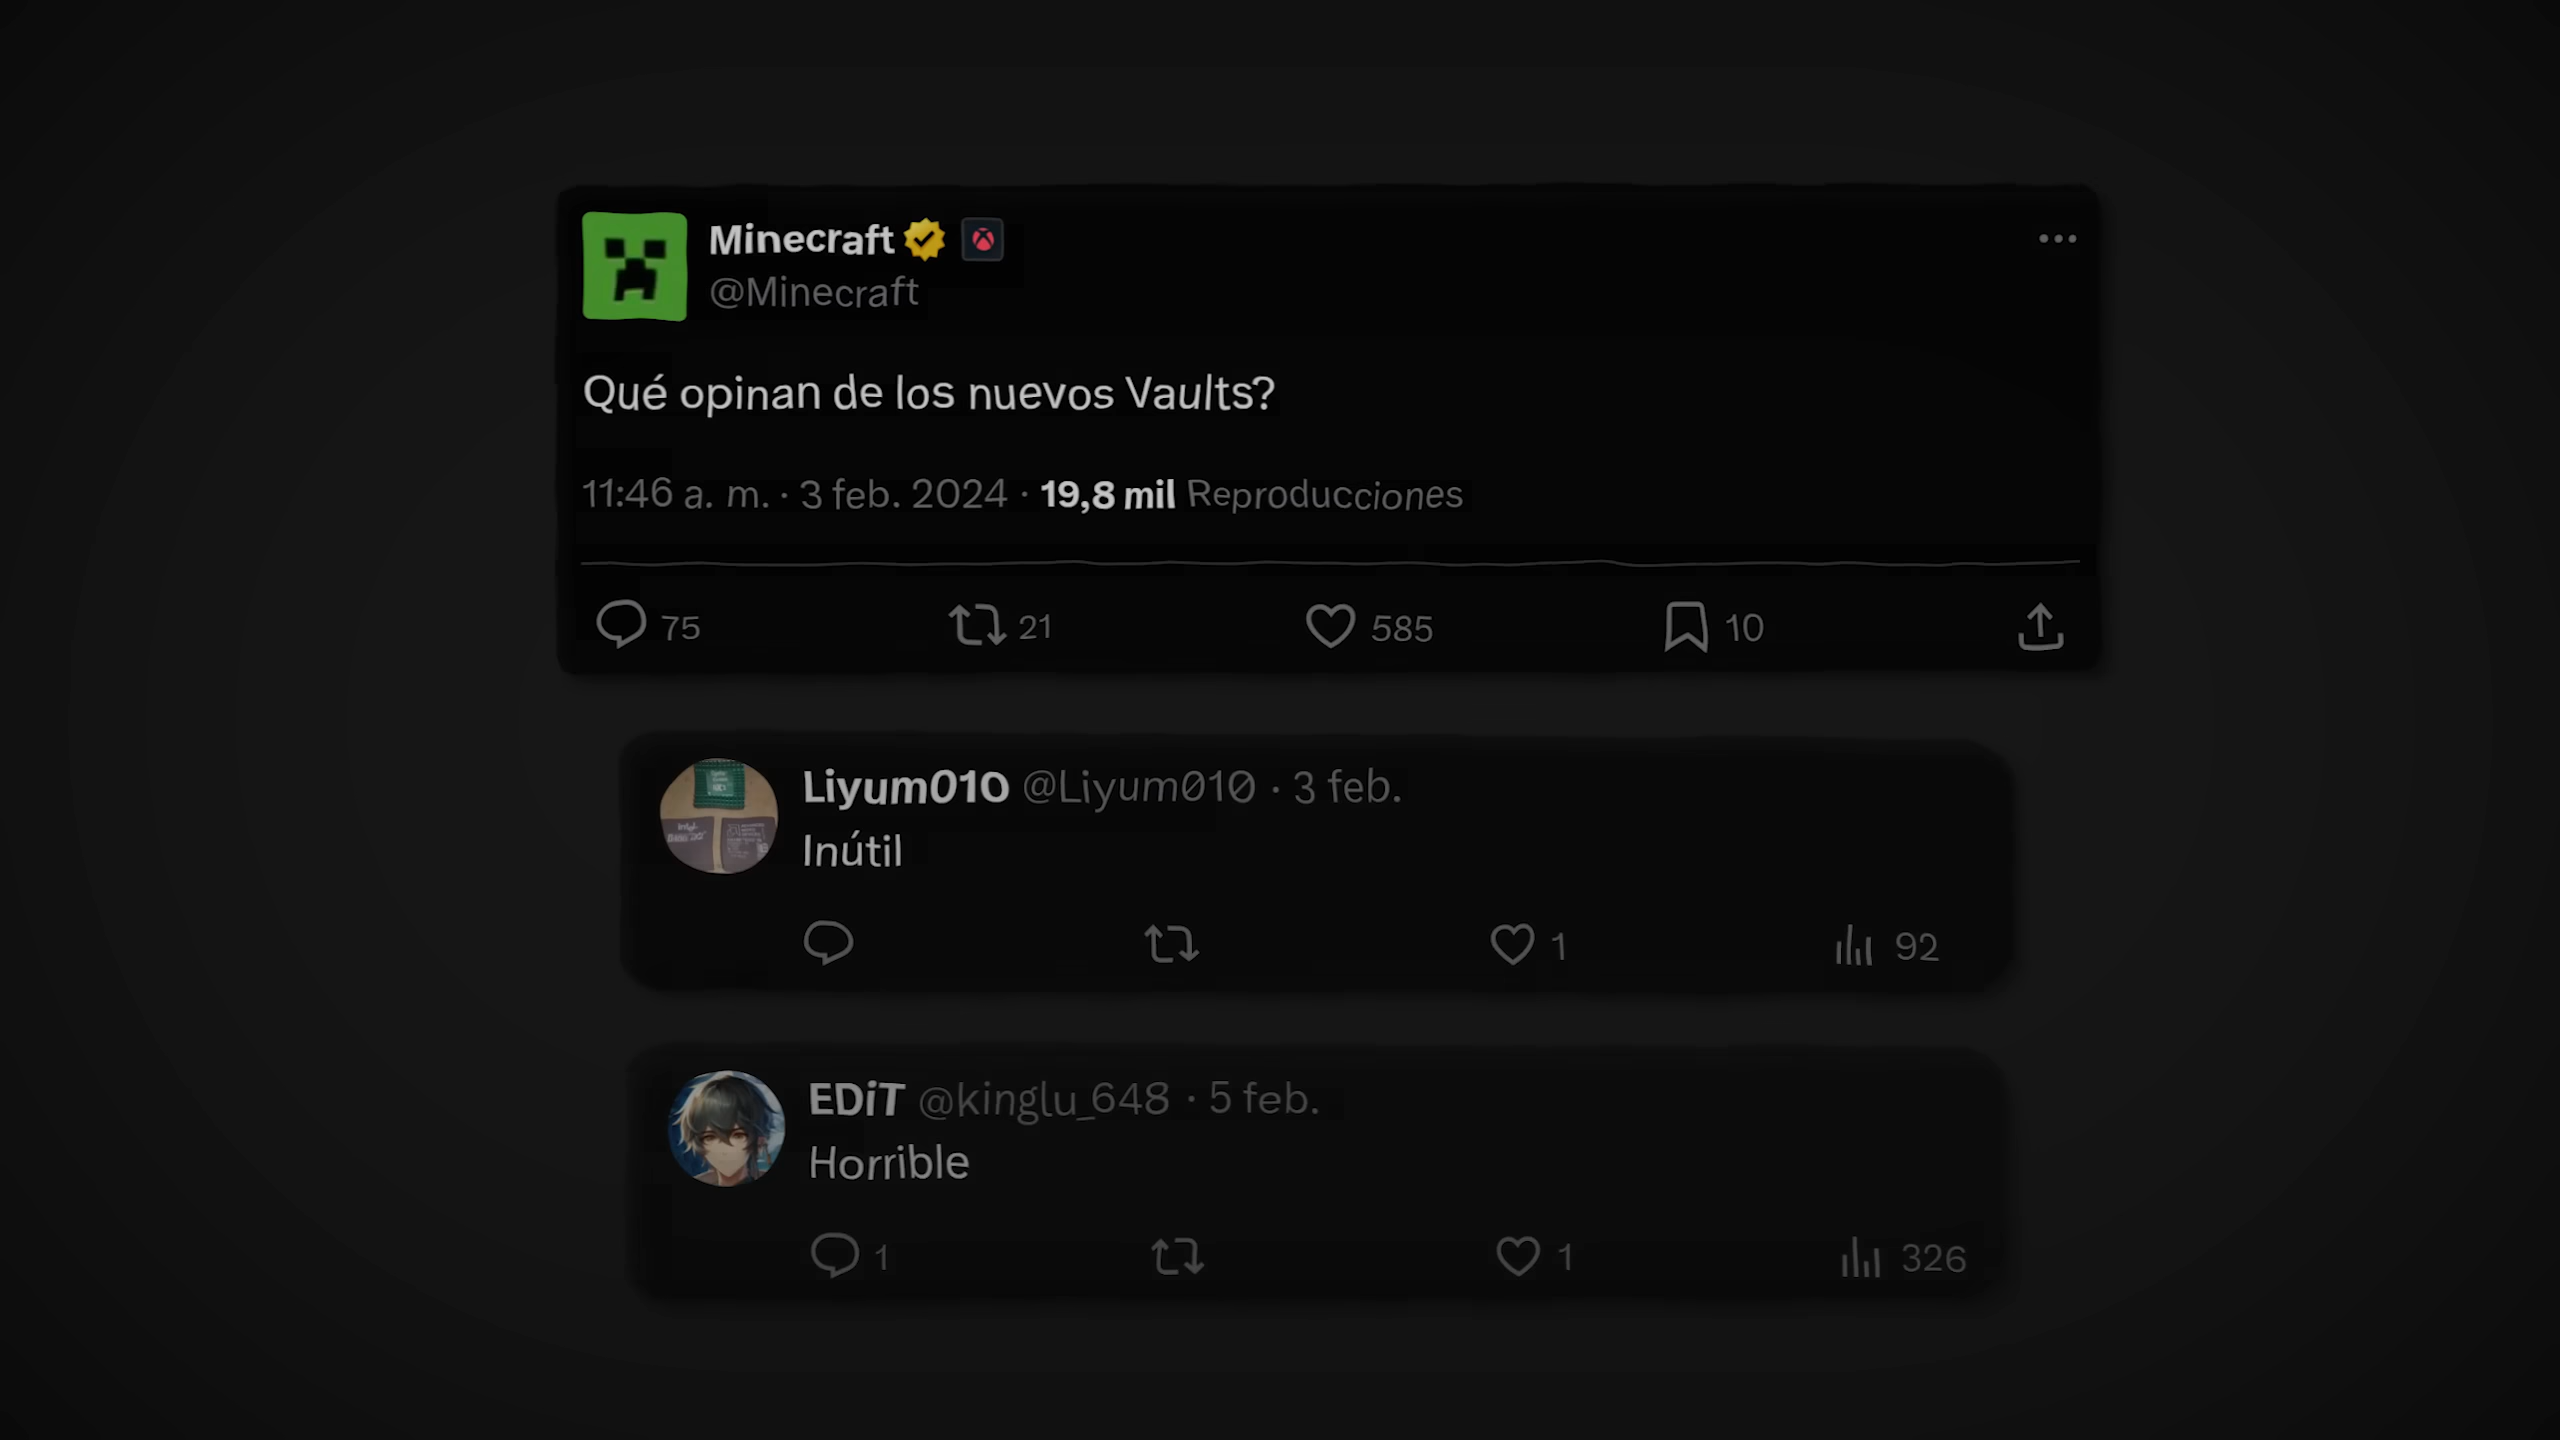 Minecraft
@Minecraft
Qué opinan de los nuevos Vaults?
11:46 a. m. · 3 feb. 2024 · 19,8 mil Reproducciones
75 21 585 10
Liyum010 @Liyum010 · 3 feb.
Inútil
1 92
EDiT @kinglu_648 · 5 feb.
Horrible
1 1 326